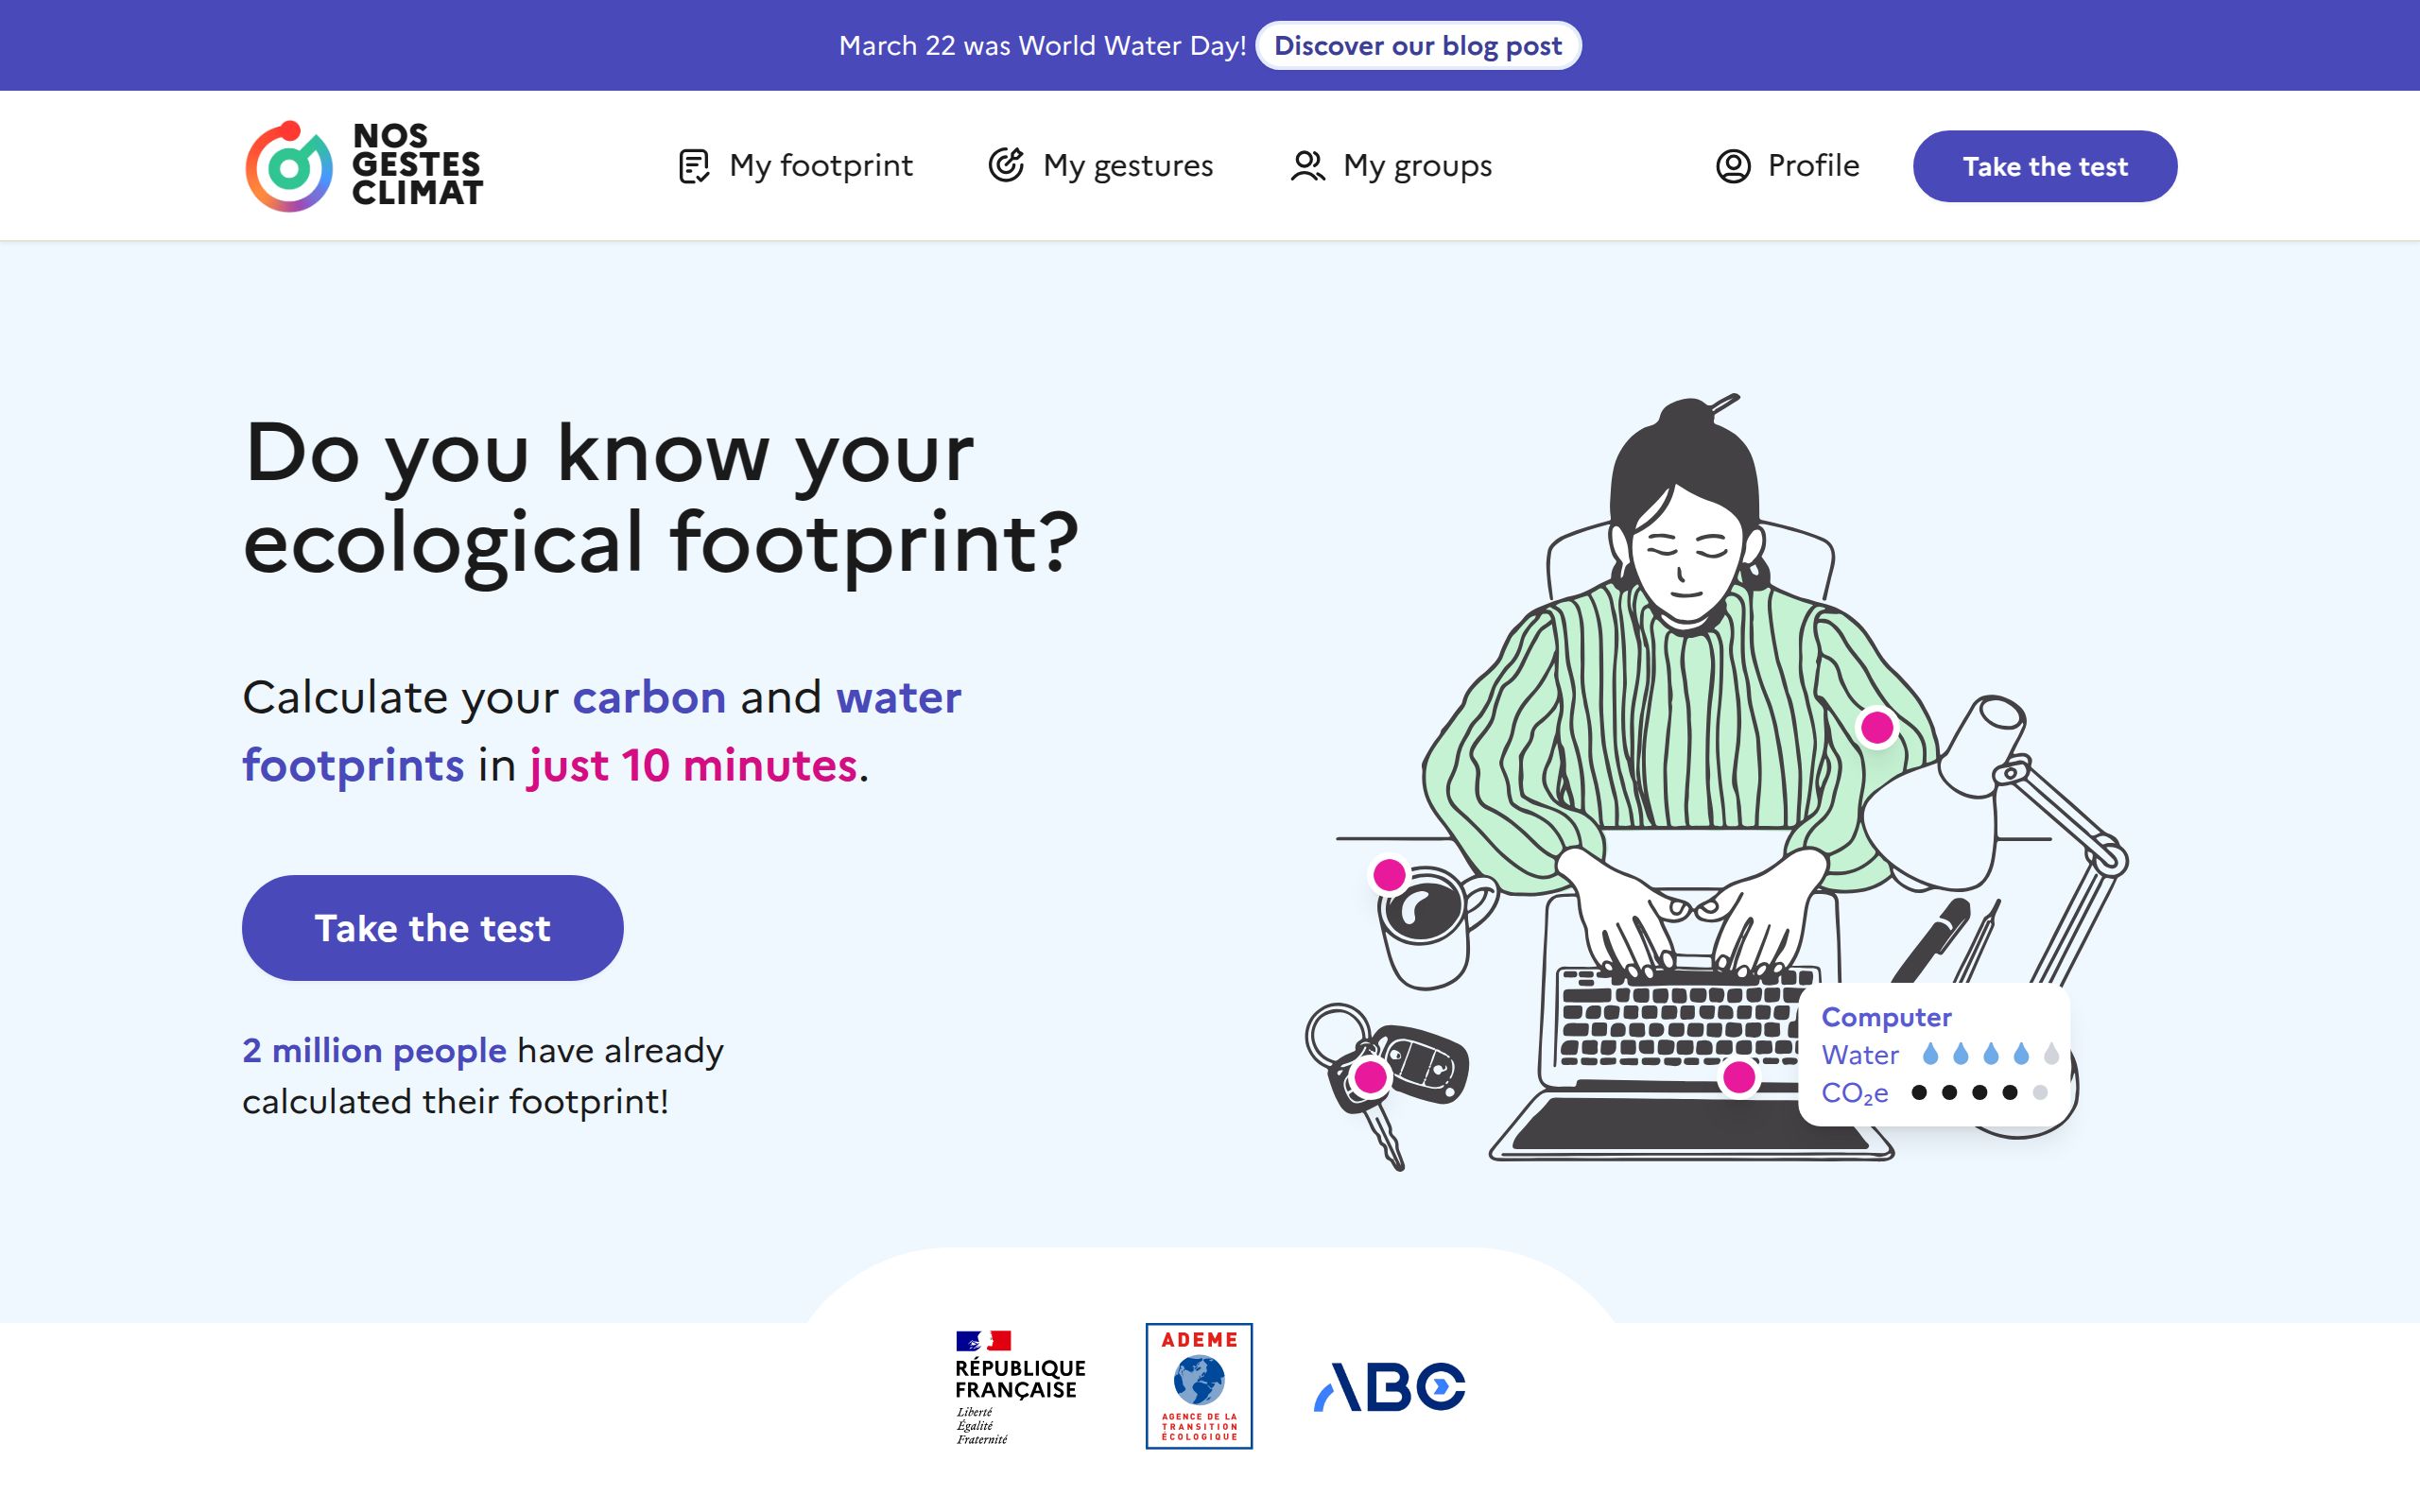 March 22 was World Water Day! Discover our blog post
NOS
GESTES
CLIMAT
My footprint
My gestures
My groups
Profile
Take the test
Do you know your
ecological footprint?
Calculate your carbon and water
footprints in just 10 minutes.
Take the test
2 million people have already
calculated their footprint!
Computer
Water
CO₂e
RÉPUBLIQUE
FRANÇAISE
Liberté
Égalité
Fraternité
ADEME
AGENCE DE LA
TRANSITION
ÉCOLOGIQUE
ABC